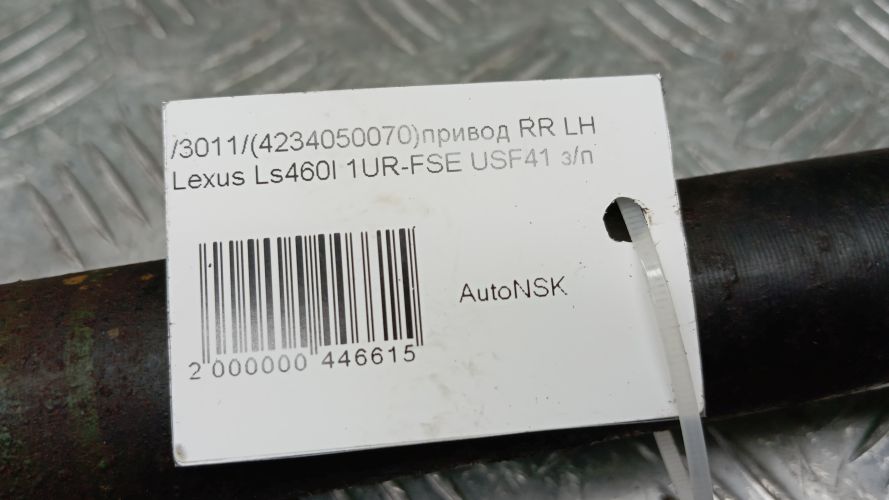 /3011/(4234050070)привод RR LH
Lexus Ls460l 1UR-FSE USF41 з/п
AutoNSK
2 000000 446615